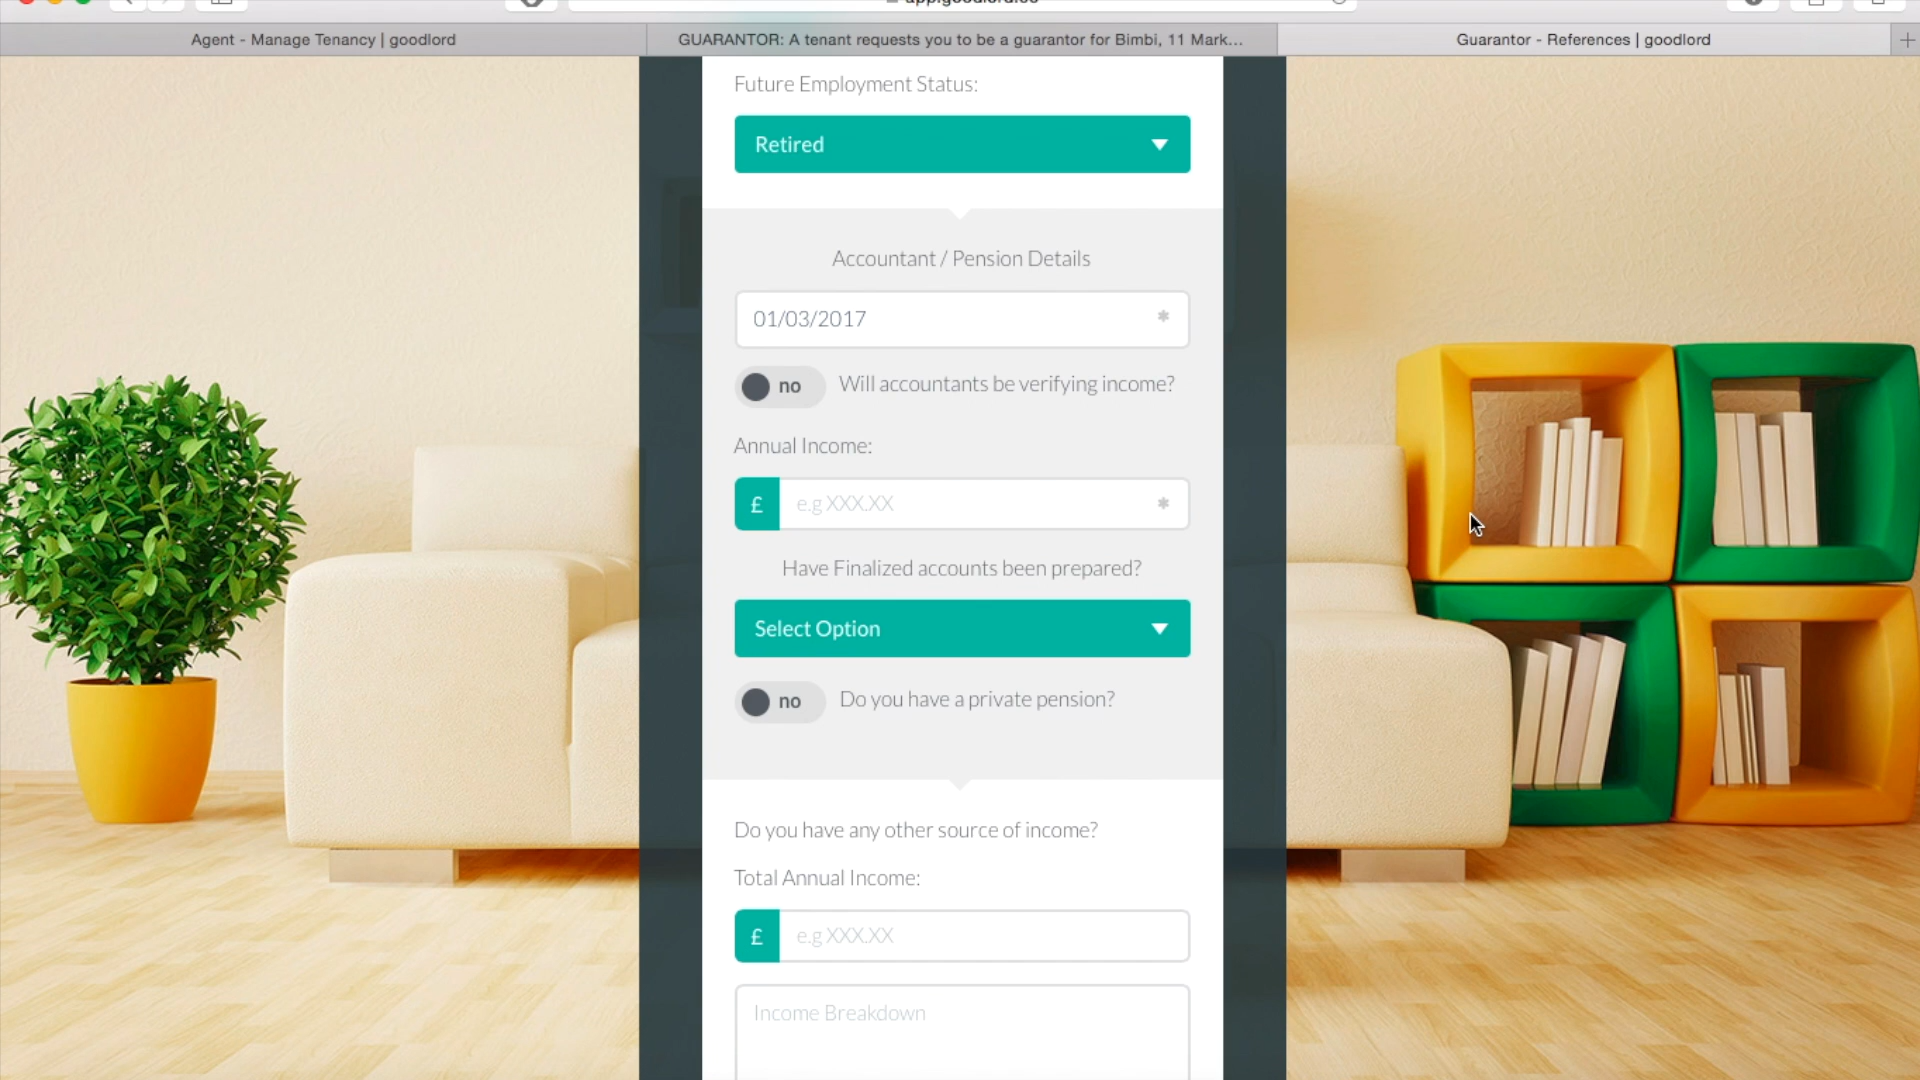 app.goodlord.co
Agent - Manage Tenancy | goodlord
GUARANTOR: A tenant requests you to be a guarantor for Bimbi, 11 Mark...
Guarantor - References | goodlord
Future Employment Status:
Retired
Accountant / Pension Details
01/03/2017 *
no Will accountants be verifying income?
Annual Income:
£ e.g XXX.XX *
Have Finalized accounts been prepared?
Select Option
no Do you have a private pension?
Do you have any other source of income?
Total Annual Income:
£ e.g XXX.XX
Income Breakdown